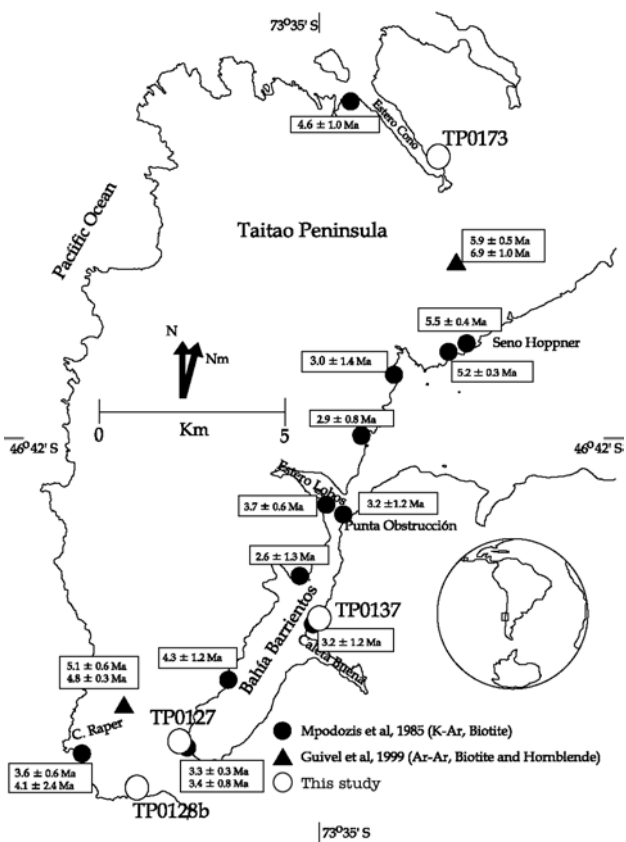 73°35' S
4.6 ± 1.0 Ma
Estero Cono
TP0173
Pacific Ocean
Taitao Peninsula
5.9 ± 0.5 Ma
6.9 ± 1.0 Ma
5.5 ± 0.4 Ma
Seno Hoppner
N
Nm
3.0 ± 1.4 Ma
5.2 ± 0.3 Ma
0
5
Km
2.9 ± 0.8 Ma
46°42' S
46°42' S
Estero Lobos
3.7 ± 0.6 Ma
3.2 ±1.2 Ma
Punta Obstrucción
2.6 ± 1.3 Ma
TP0137
Bahía Barrientos
3.2 ± 1.2 Ma
Caleta Buena
4.3 ± 1.2 Ma
5.1 ± 0.6 Ma
4.8 ± 0.3 Ma
C. Raper
TP0127
Mpodozis et al, 1985 (K-Ar, Biotite)
Guivel et al, 1999 (Ar-Ar, Biotite and Hornblende)
This study
3.6 ± 0.6 Ma
4.1 ± 2.4 Ma
3.3 ± 0.3 Ma
3.4 ± 0.8 Ma
TP0128b
73°35' S